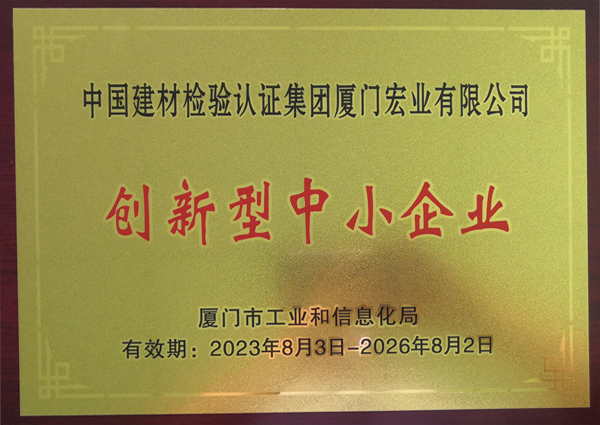 中国建材检验认证集团厦门宏业有限公司
创新型中小企业
厦门市工业和信息化局
有效期：2023年8月3日-2026年8月2日